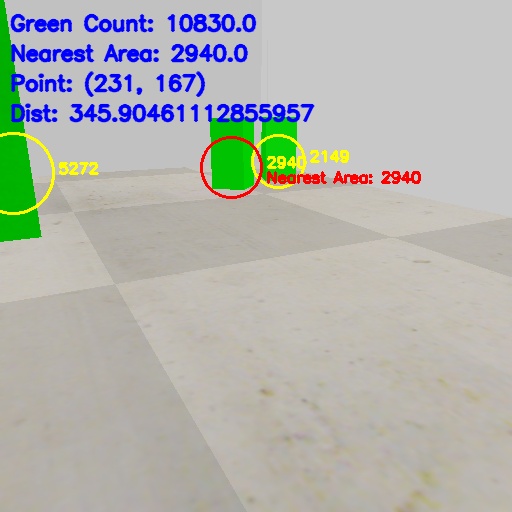 Green Count: 10830.0
Nearest Area: 2940.0
Point: (231, 167)
Dist: 345.90461112855957
5272
2940
2149
Nearest Area: 2940